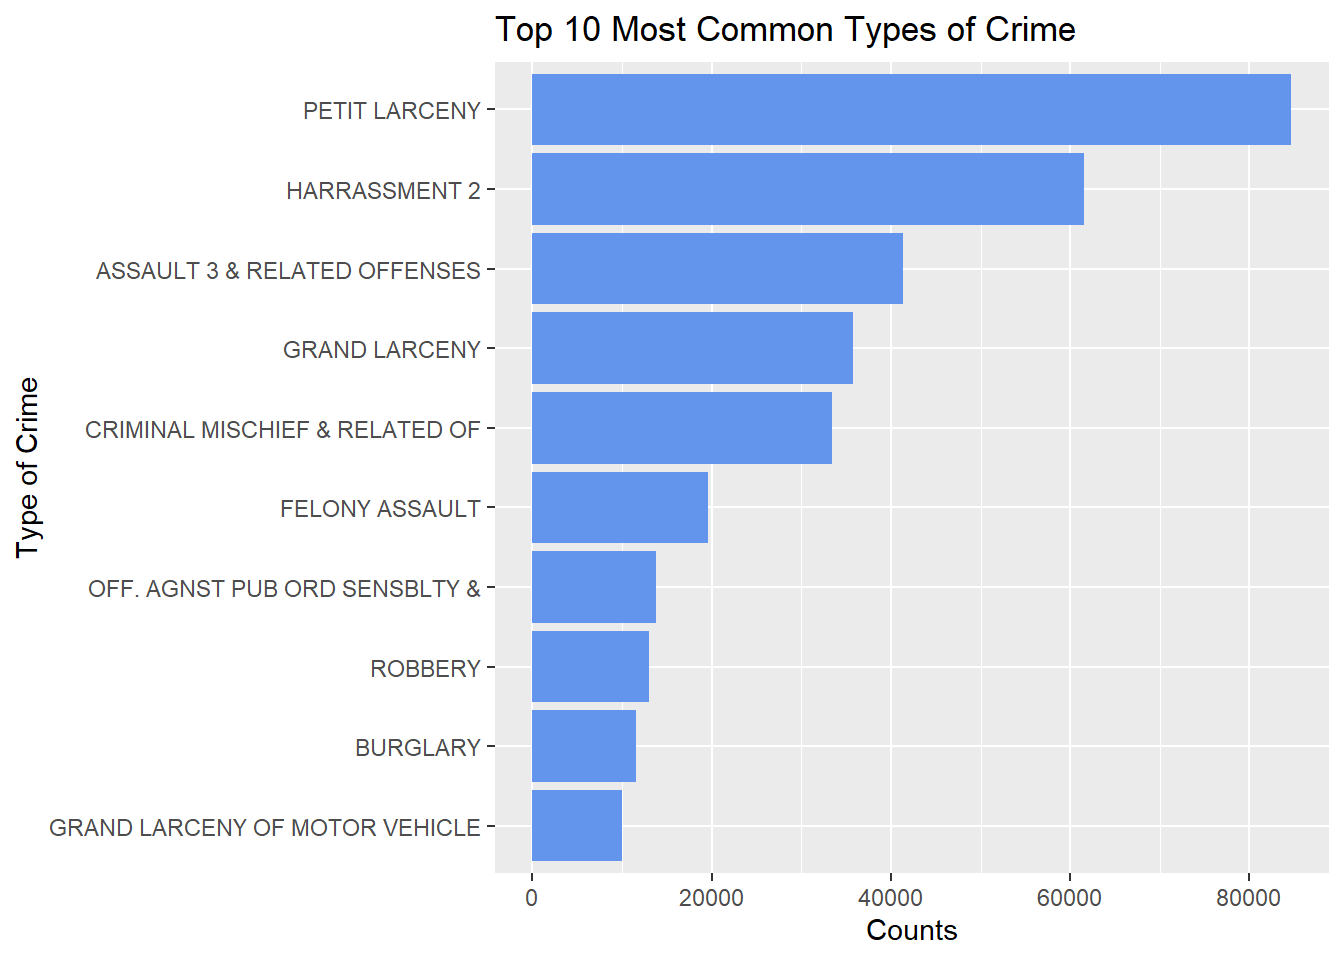 Top 10 Most Common Types of Crime
Type of Crime
PETIT LARCENY
HARRASSMENT 2
ASSAULT 3 & RELATED OFFENSES
GRAND LARCENY
CRIMINAL MISCHIEF & RELATED OF
FELONY ASSAULT
OFF. AGNST PUB ORD SENSBLTY &
ROBBERY
BURGLARY
GRAND LARCENY OF MOTOR VEHICLE
0 20000 40000 60000 80000
Counts